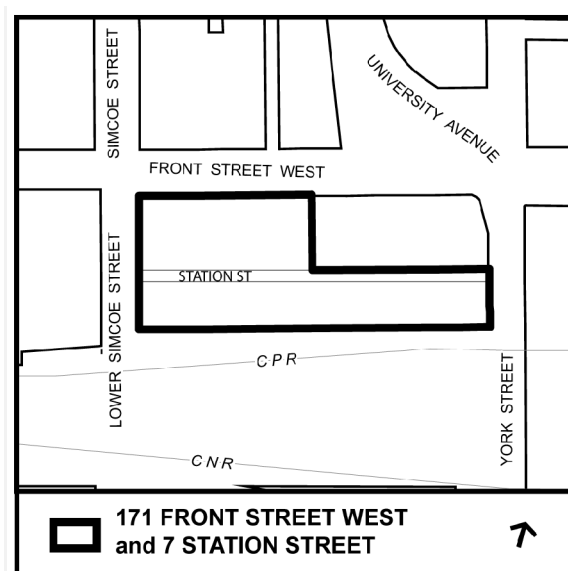 SIMCOE STREET
UNIVERSITY AVENUE
FRONT STREET WEST
LOWER SIMCOE STREET
STATION ST
CPR
YORK STREET
CNR
171 FRONT STREET WEST
and 7 STATION STREET